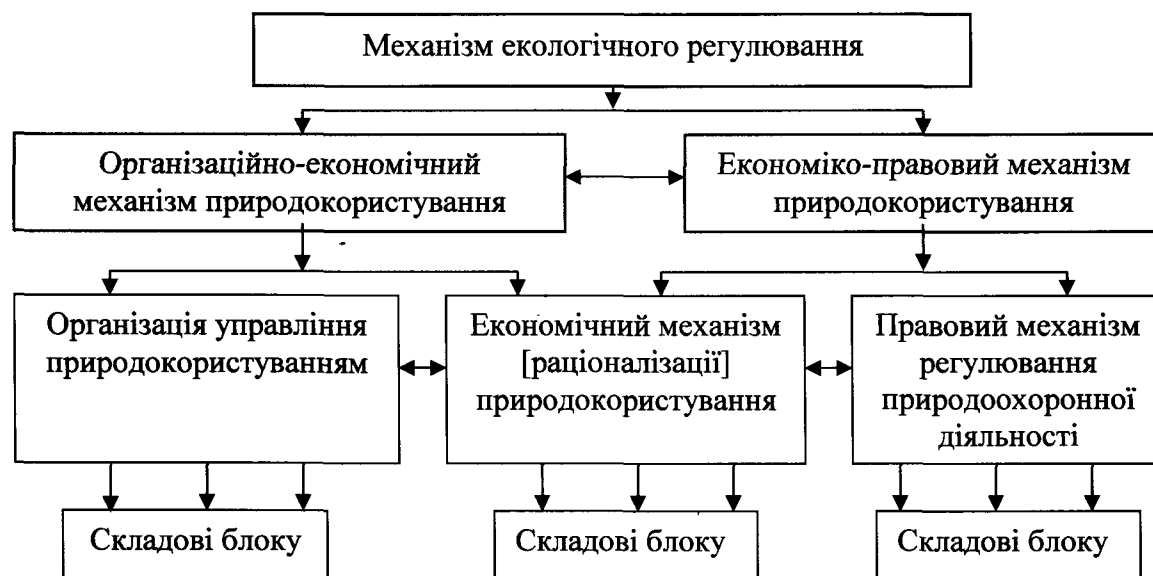 Механізм екологічного регулювання
Організаційно-економічний
механізм природокористування
Економіко-правовий механізм
природокористування
Організація управління
природокористуванням
Економічний механізм
[раціоналізації]
природокористування
Правовий механізм
регулювання
природоохоронної
діяльності
Складові блоку
Складові блоку
Складові блоку